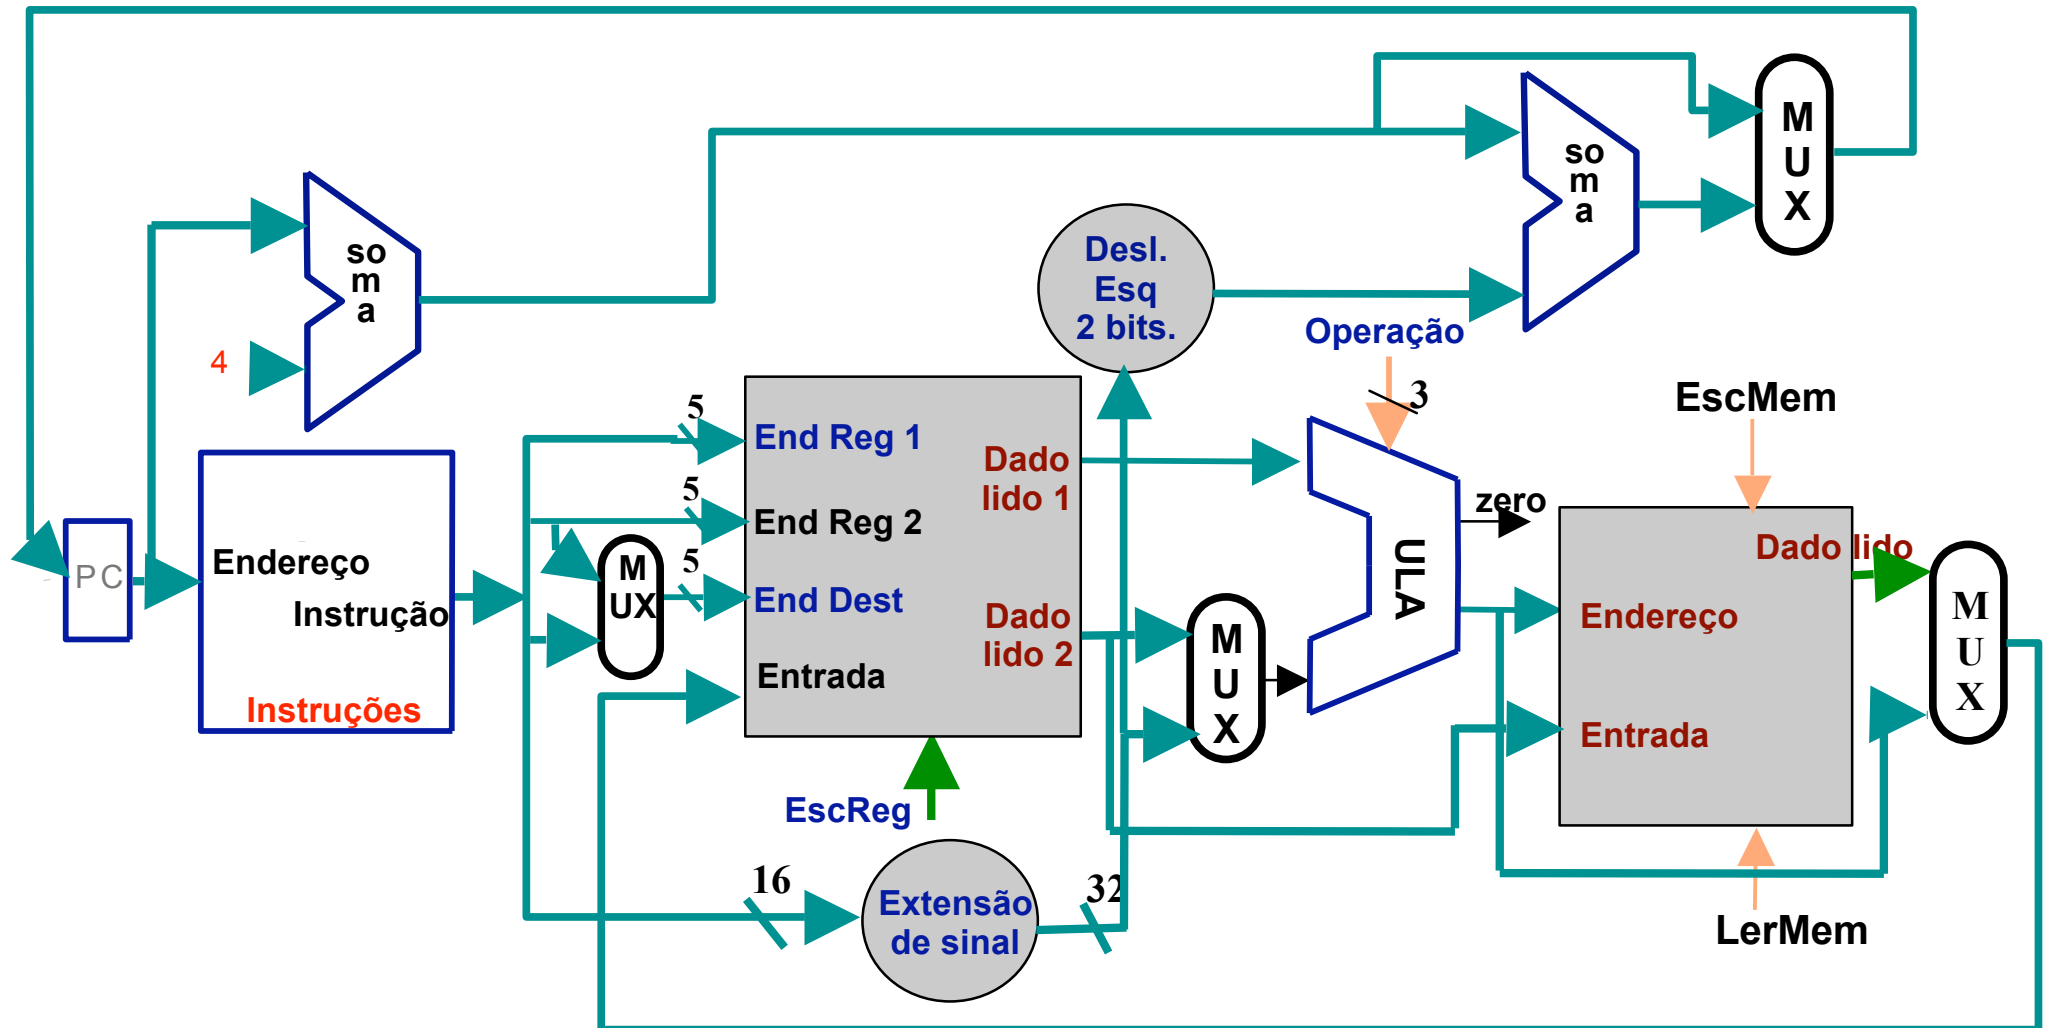 M
U
X
so
m
a
so
m
a
Desl.
Esq
2 bits.
Operação
3
4
EscMem
5
End Reg 1
Dado
lido 1
5
End Reg 2
zero
Dado lido
Endereço
Instrução
Instruções
PC
M
UX
5
End Dest
Dado
lido 2
Entrada
M
U
X
ULA
Endereço
Entrada
M
U
X
EscReg
16
Extensão
de sinal
32
LerMem